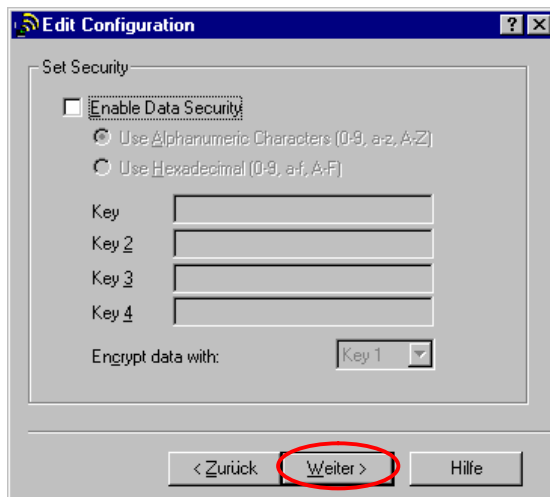 Edit Configuration
Set Security
Enable Data Security
Use Alphanumeric Characters (0-9, a-z, A-Z)
Use Hexadecimal (0-9, a-f, A-F)
Key
Key 2
Key 3
Key 4
Encrypt data with: Key 1
< Zurück Weiter > Hilfe